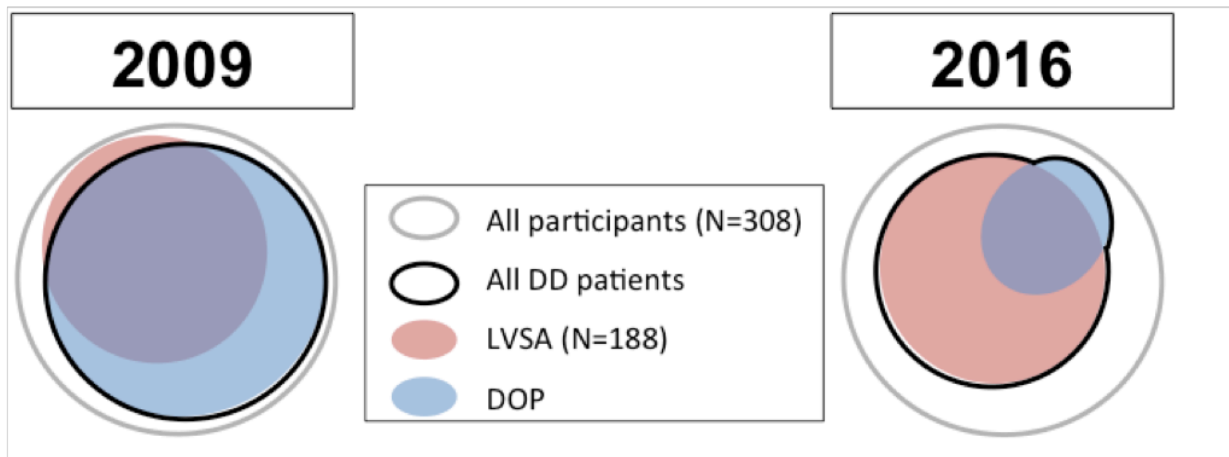 2009
2016
All participants (N=308)
All DD patients
LVSA (N=188)
DOP